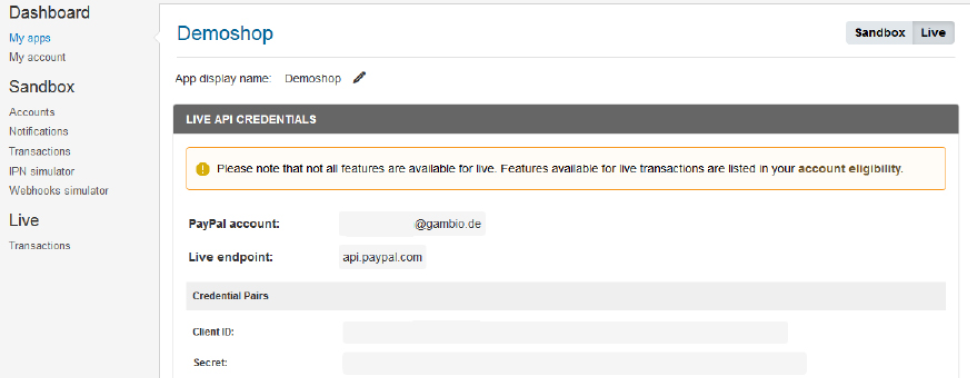 Dashboard
My apps
My account
Sandbox
Accounts
Notifications
Transactions
IPN simulator
Webhooks simulator
Live
Transactions
Demoshop
Sandbox Live
App display name: Demoshop
LIVE API CREDENTIALS
Please note that not all features are available for live. Features available for live transactions are listed in your account eligibility.
PayPal account: @gambio.de
Live endpoint: api.paypal.com
Credential Pairs
Client ID:
Secret: